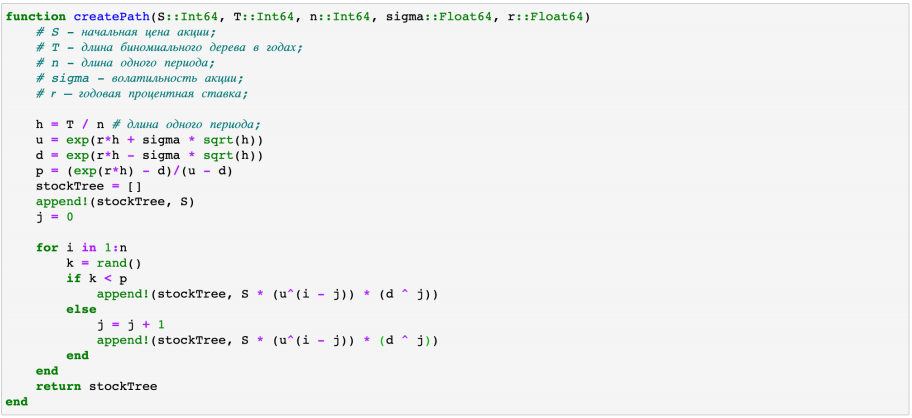 function createPath(S::Int64, T::Int64, n::Int64, sigma::Float64, r::Float64)
    # S – начальная цена акции;
    # T – длина биномиального дерева в годах;
    # n – длина одного периода;
    # sigma – волатильность акции;
    # r — годовая процентная ставка;

    h = T / n # длина одного периода;
    u = exp(r*h + sigma * sqrt(h))
    d = exp(r*h - sigma * sqrt(h))
    p = (exp(r*h) - d)/(u - d)
    stockTree = []
    append!(stockTree, S)
    j = 0

    for i in 1:n
        k = rand()
        if k < p
            append!(stockTree, S * (u^(i - j)) * (d ^ j))
        else
            j = j + 1
            append!(stockTree, S * (u^(i - j)) * (d ^ j))
        end
    end
    return stockTree
end